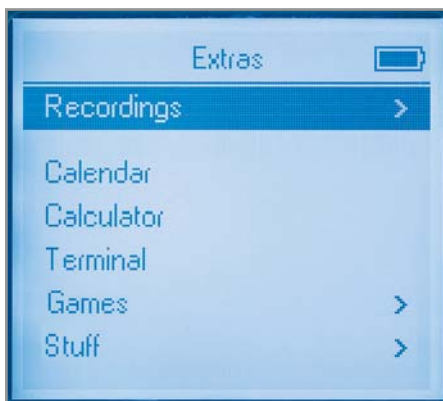 Extras
Recordings >
Calendar
Calculator
Terminal
Games >
Stuff >